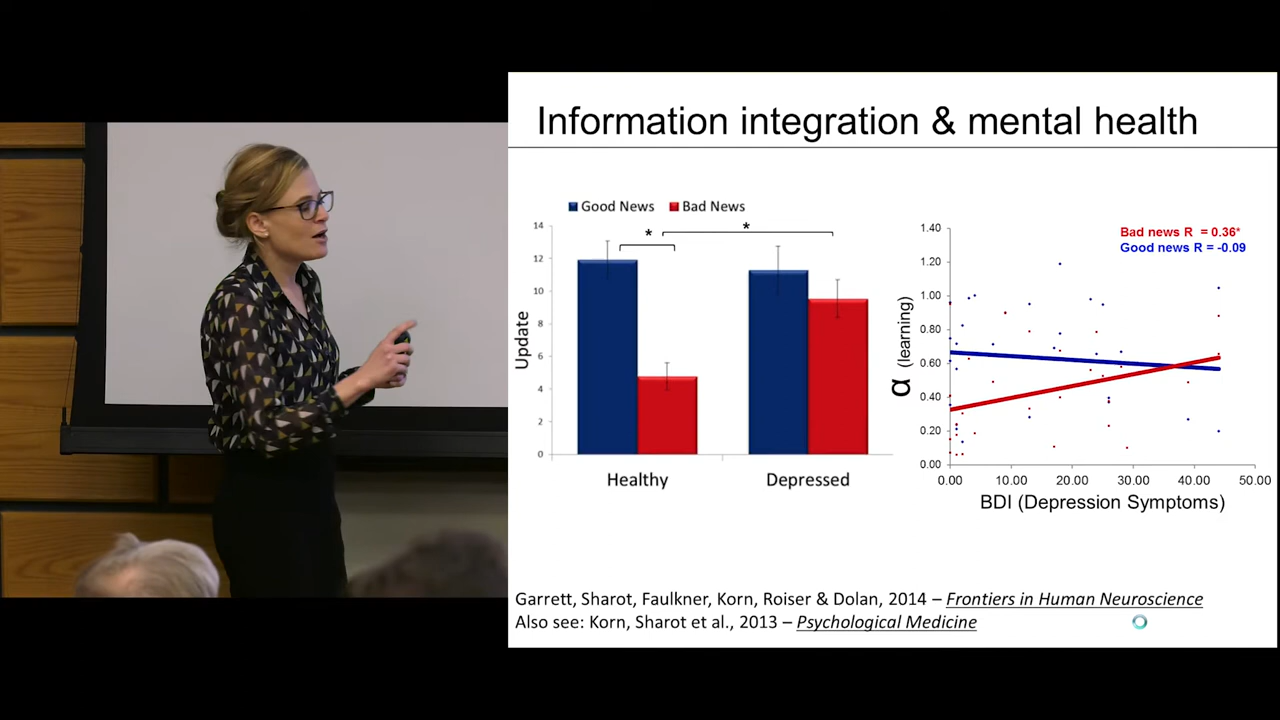 Information integration & mental health
Good News Bad News
* *
14
12
10
8
6
4
2
0
Update
Healthy Depressed
Bad news R = 0.36*
Good news R = -0.09
1.40
1.20
1.00
0.80
0.60
0.40
0.20
0.00
α (learning)
0.00 10.00 20.00 30.00 40.00 50.00
BDI (Depression Symptoms)
Garrett, Sharot, Faulkner, Korn, Roiser & Dolan, 2014 – Frontiers in Human Neuroscience
Also see: Korn, Sharot et al., 2013 – Psychological Medicine